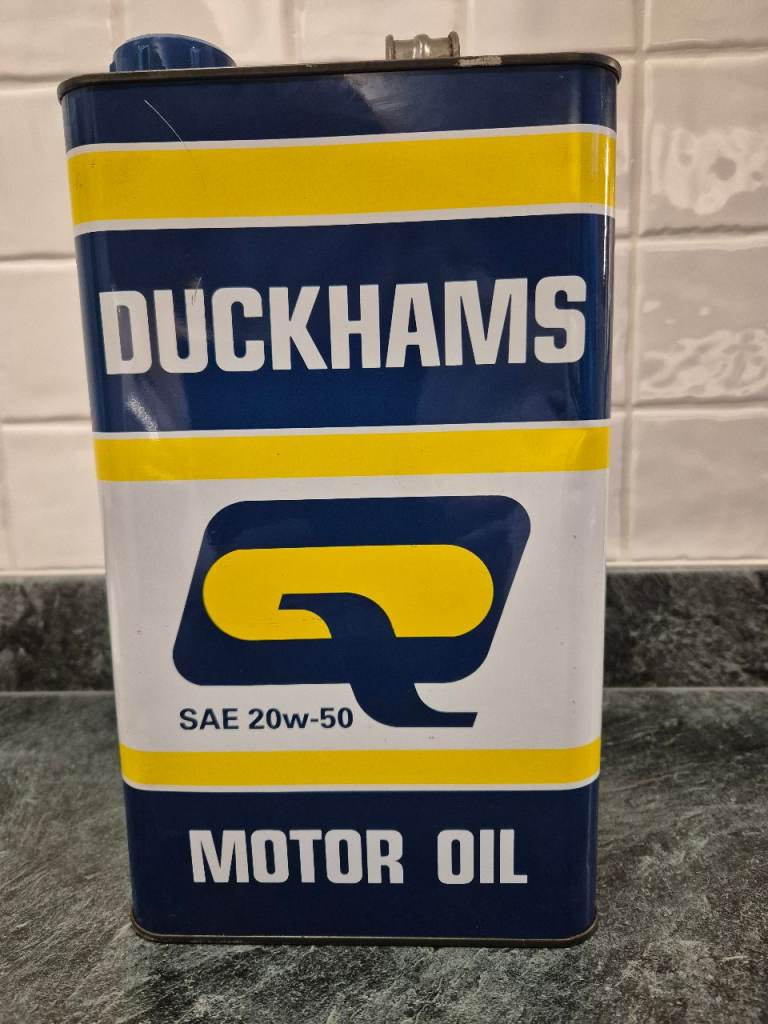 DUCKHAMS
Q
SAE 20w-50
MOTOR OIL